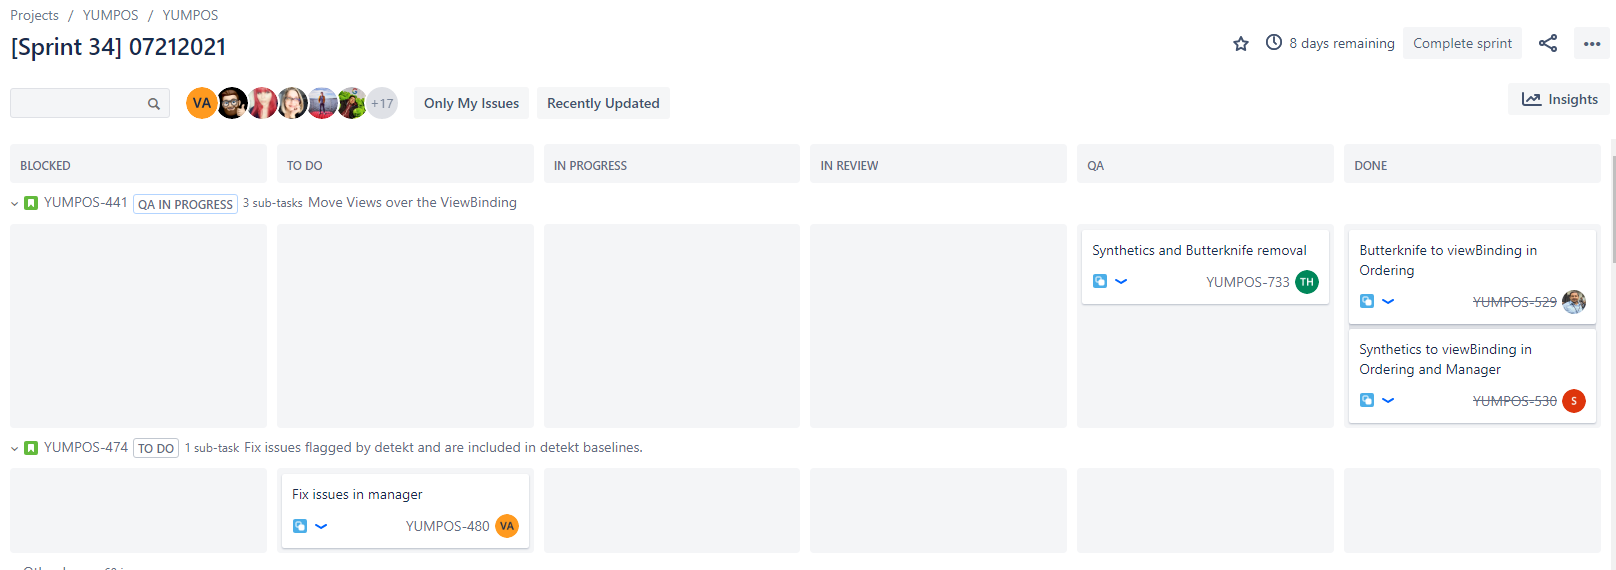 Projects / YUMPOS / YUMPOS
[Sprint 34] 07212021
8 days remaining
Complete sprint
VA
+17
Only My Issues
Recently Updated
Insights
BLOCKED
TO DO
IN PROGRESS
IN REVIEW
QA
DONE
YUMPOS-441 QA IN PROGRESS 3 sub-tasks Move Views over the ViewBinding
Synthetics and Butterknife removal
YUMPOS-733 TH
Butterknife to viewBinding in
Ordering
YUMPOS-529
Synthetics to viewBinding in
Ordering and Manager
YUMPOS-530 S
YUMPOS-474 TO DO 1 sub-task Fix issues flagged by detekt and are included in detekt baselines.
Fix issues in manager
YUMPOS-480 VA